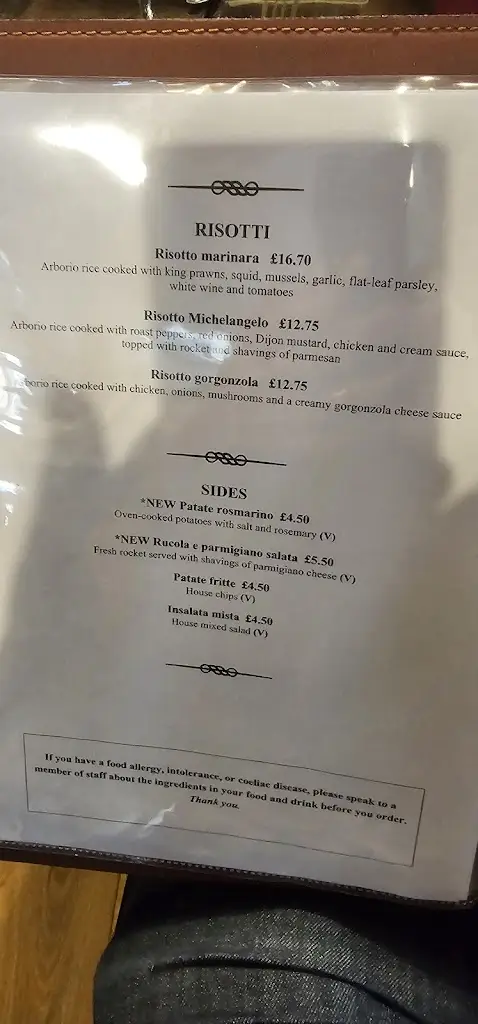 RISOTTI
Risotto marinara £16.70
Arborio rice cooked with king prawns, squid, mussels, garlic, flat-leaf parsley,
white wine and tomatoes
Risotto Michelangelo £12.75
Arborio rice cooked with roast peppers, red onions, Dijon mustard, chicken and cream sauce,
topped with rocket and shavings of parmesan
Risotto gorgonzola £12.75
Arborio rice cooked with chicken, onions, mushrooms and a creamy gorgonzola cheese sauce
SIDES
*NEW Patate rosmarino £4.50
Oven-cooked potatoes with salt and rosemary (V)
*NEW Rucola e parmigiano salata £5.50
Fresh rocket served with shavings of parmigiano cheese (V)
Patate fritte £4.50
House chips (V)
Insalata mista £4.50
House mixed salad (V)
If you have a food allergy, intolerance, or coeliac disease, please speak to a
member of staff about the ingredients in your food and drink before you order.
Thank you.